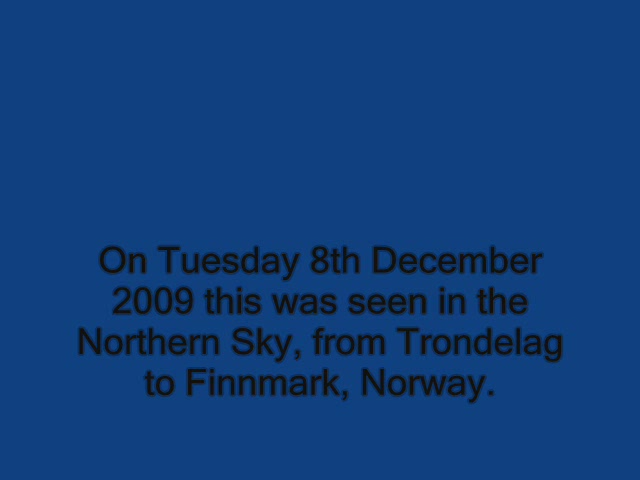 On Tuesday 8th December
2009 this was seen in the
Northern Sky, from Trondelag
to Finnmark, Norway.